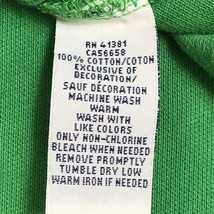 RN 41381
CA56658
100% COTTON/COTON
EXCLUSIVE OF
DECORATION/
SAUF DÉCORATION
MACHINE WASH
WARM
WASH WITH
LIKE COLORS
ONLY NON-CHLORINE
BLEACH WHEN NEEDED
REMOVE PROMPTLY
TUMBLE DRY LOW
WARM IRON IF NEEDED